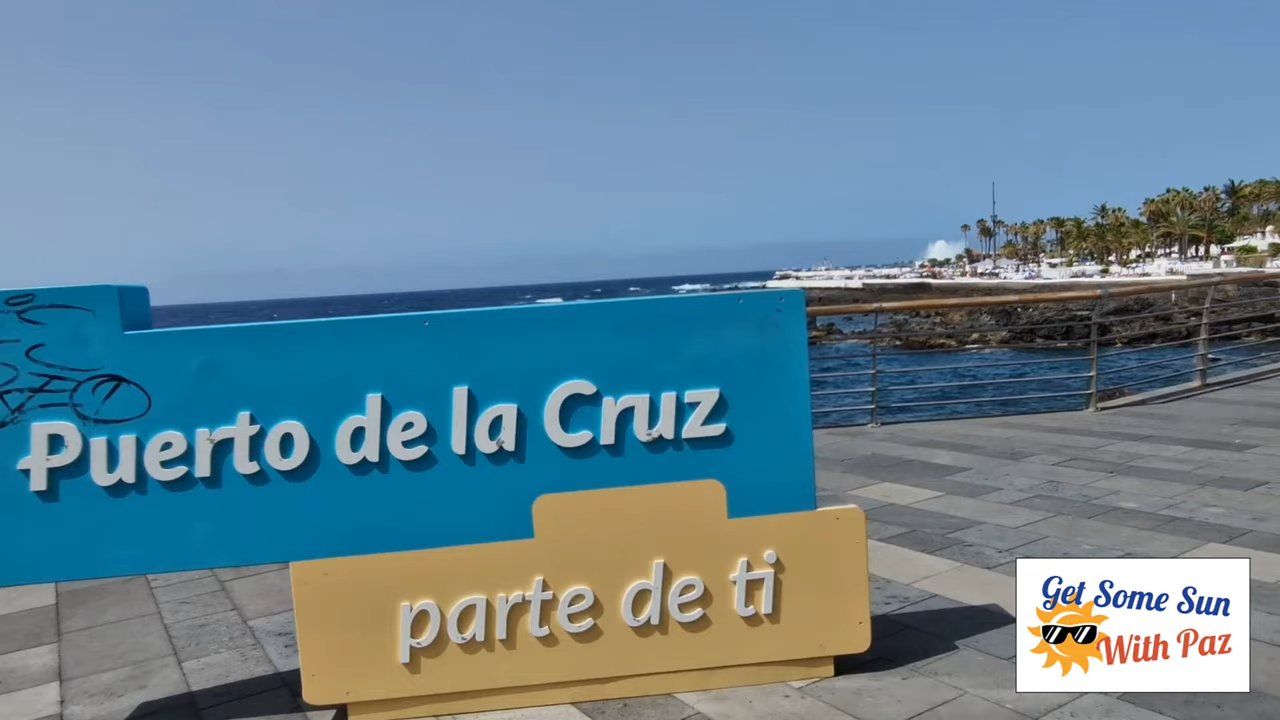 Puerto de la Cruz
parte de ti
Get Some Sun
With Paz